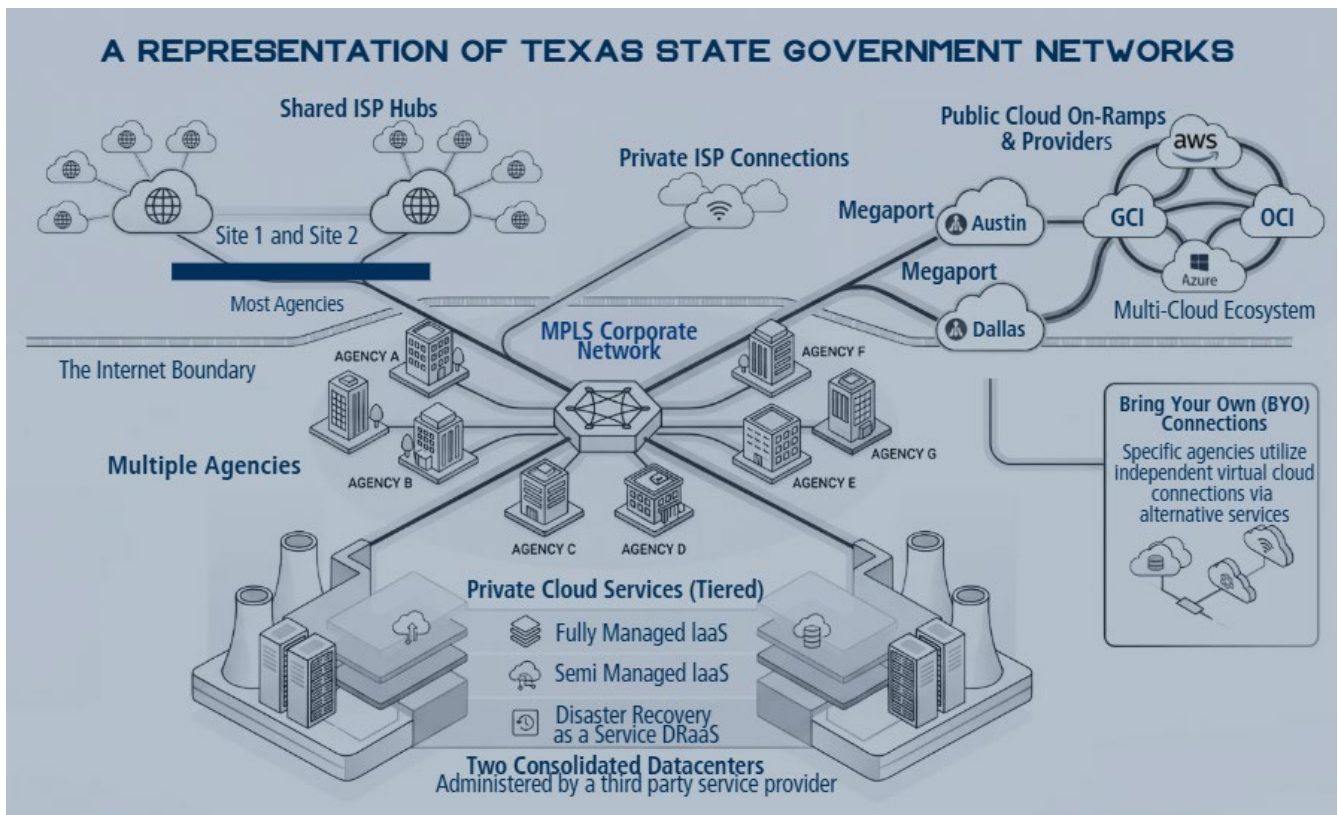 A REPRESENTATION OF TEXAS STATE GOVERNMENT NETWORKS
Shared ISP Hubs
Site 1 and Site 2
Most Agencies
The Internet Boundary
Private ISP Connections
Public Cloud On-Ramps
& Providers
Megaport
Austin
Megaport
Dallas
GCI
aws
OCI
Azure
Multi-Cloud Ecosystem
MPLS Corporate
Network
AGENCY A
AGENCY B
AGENCY C
AGENCY D
AGENCY E
AGENCY F
AGENCY G
Multiple Agencies
Bring Your Own (BYO)
Connections
Specific agencies utilize
independent virtual cloud
connections via
alternative services
Private Cloud Services (Tiered)
Fully Managed IaaS
Semi Managed IaaS
Disaster Recovery
as a Service DRaaS
Two Consolidated Datacenters
Administered by a third party service provider